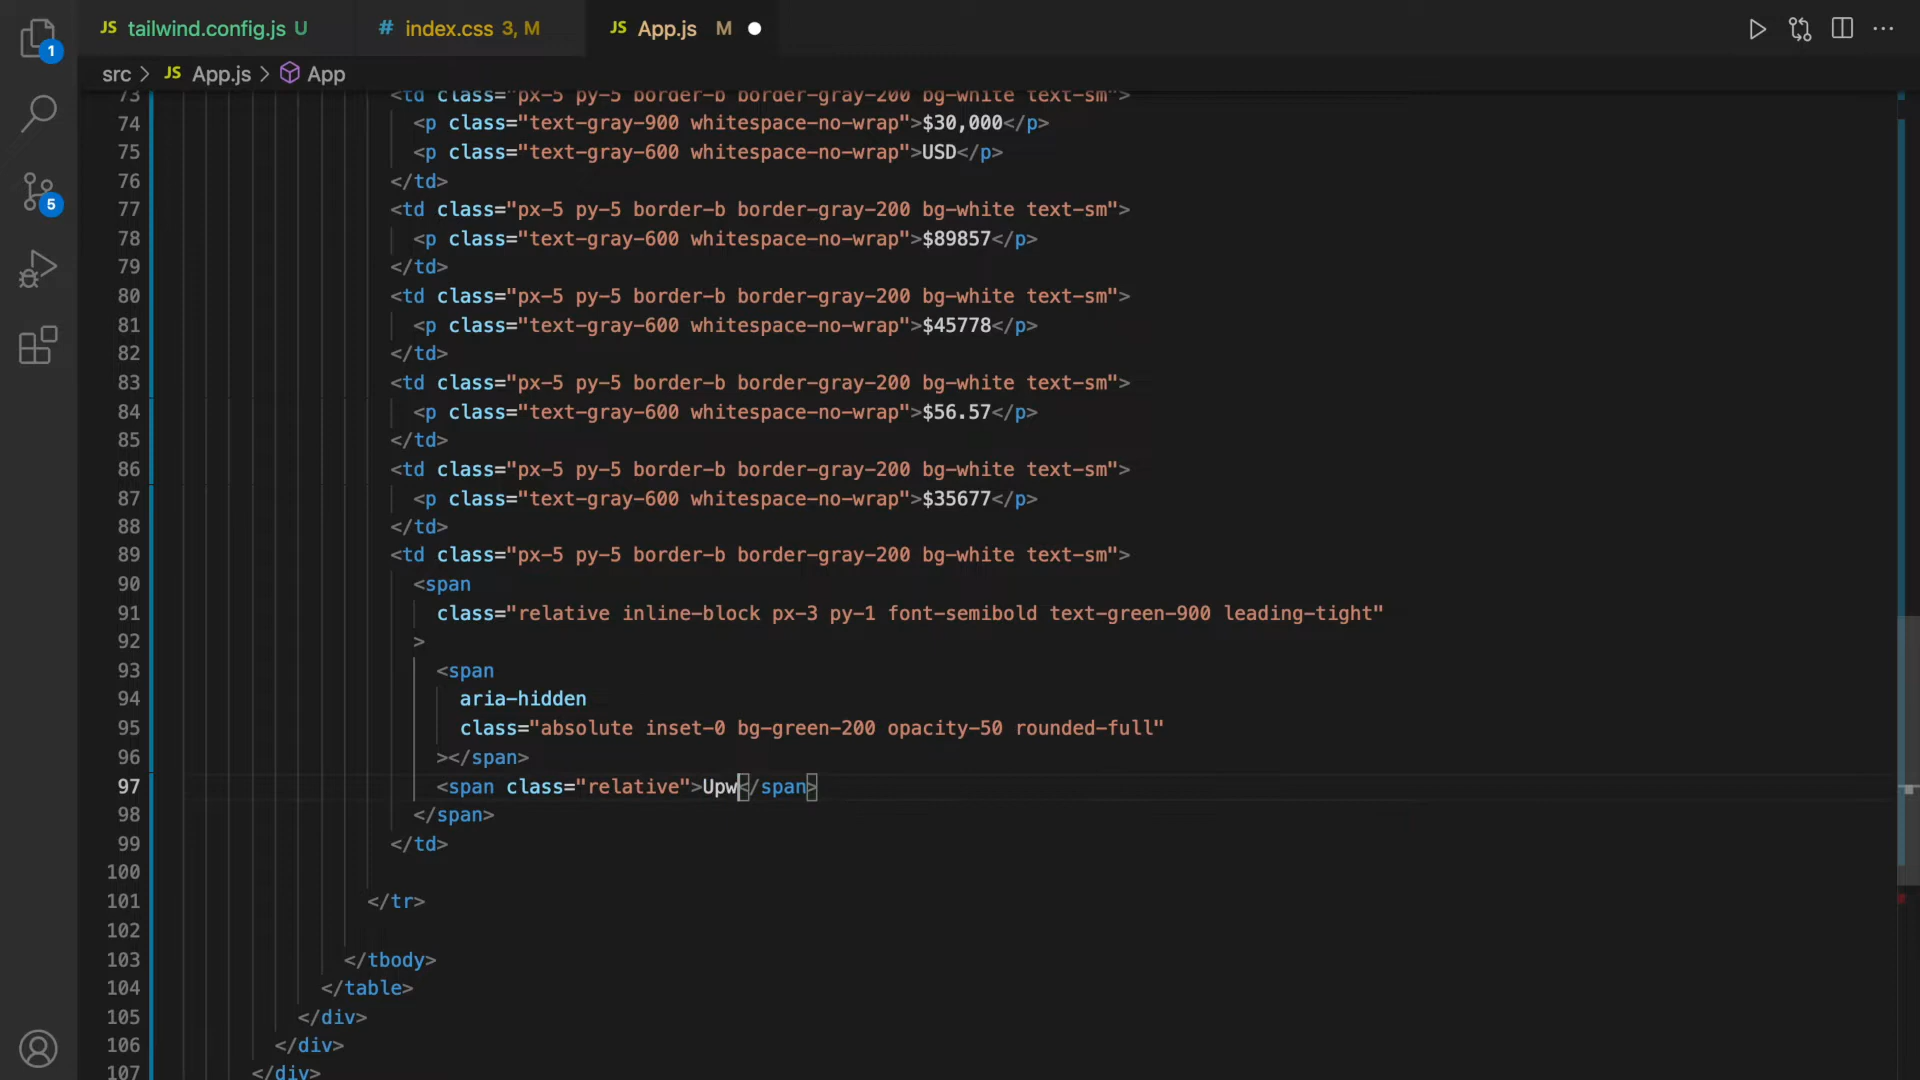 JS tailwind.config.js U
# index.css 3, M
JS App.js M
1
5
src > JS App.js > App
73 <td class="px-5 py-5 border-b border-gray-200 bg-white text-sm">
74 <p class="text-gray-900 whitespace-no-wrap">$30,000</p>
75 <p class="text-gray-600 whitespace-no-wrap">USD</p>
76 </td>
77 <td class="px-5 py-5 border-b border-gray-200 bg-white text-sm">
78 <p class="text-gray-600 whitespace-no-wrap">$89857</p>
79 </td>
80 <td class="px-5 py-5 border-b border-gray-200 bg-white text-sm">
81 <p class="text-gray-600 whitespace-no-wrap">$45778</p>
82 </td>
83 <td class="px-5 py-5 border-b border-gray-200 bg-white text-sm">
84 <p class="text-gray-600 whitespace-no-wrap">$56.57</p>
85 </td>
86 <td class="px-5 py-5 border-b border-gray-200 bg-white text-sm">
87 <p class="text-gray-600 whitespace-no-wrap">$35677</p>
88 </td>
89 <td class="px-5 py-5 border-b border-gray-200 bg-white text-sm">
90 <span
91 class="relative inline-block px-3 py-1 font-semibold text-green-900 leading-tight"
92 >
93 <span
94 aria-hidden
95 class="absolute inset-0 bg-green-200 opacity-50 rounded-full"
96 ></span>
97 <span class="relative">Upw</span>
98 </span>
99 </td>
100
101 </tr>
102
103 </tbody>
104 </table>
105 </div>
106 </div>
107 </div>